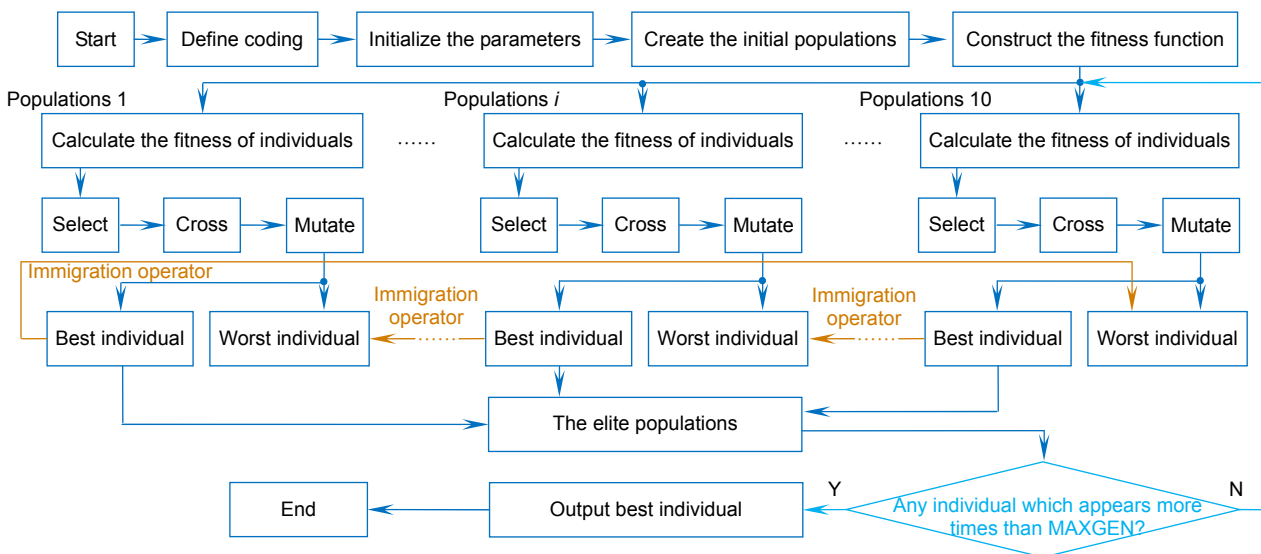 Start
Define coding
Initialize the parameters
Create the initial populations
Construct the fitness function
Populations 1
Populations i
Populations 10
Calculate the fitness of individuals
......
Calculate the fitness of individuals
......
Calculate the fitness of individuals
Select
Cross
Mutate
Select
Cross
Mutate
Select
Cross
Mutate
Immigration operator
Immigration
operator
Immigration
operator
Best individual
Worst individual
......
Best individual
Worst individual
......
Best individual
Worst individual
The elite populations
End
Output best individual
Y
Any individual which appears more
times than MAXGEN?
N